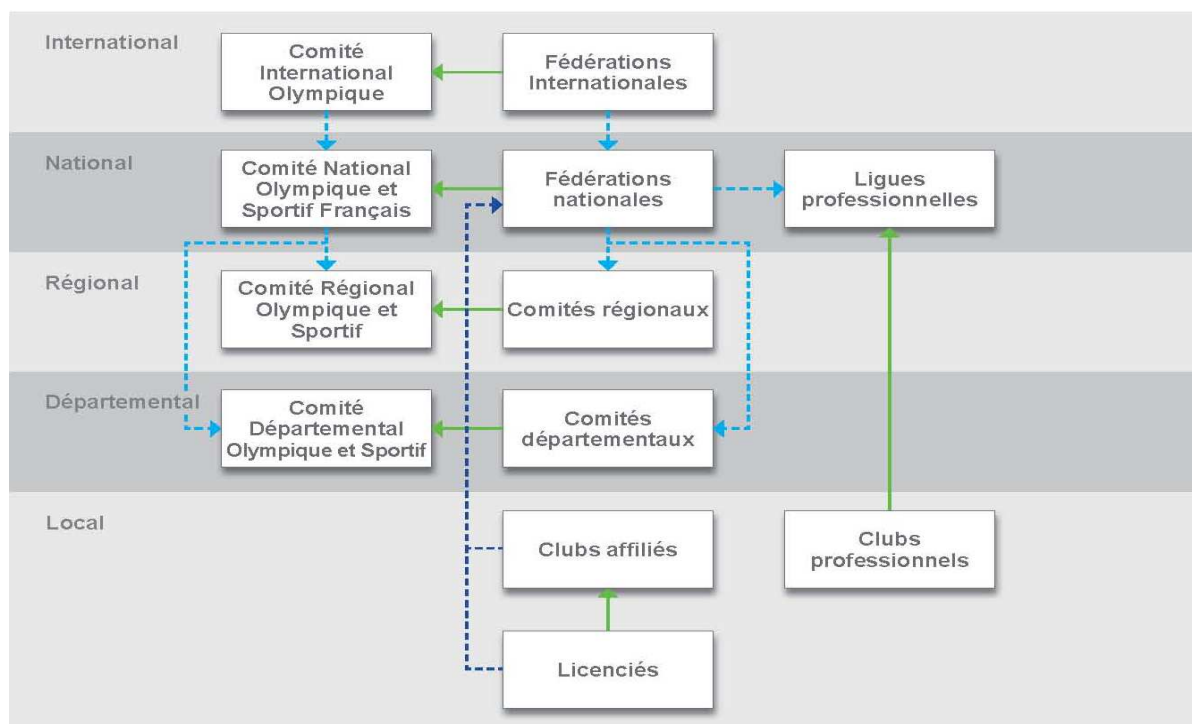 International
Comité
International
Olympique
Fédérations
Internationales
National
Comité National
Olympique et
Sportif Français
Fédérations
nationales
Ligues
professionnelles
Régional
Comité Régional
Olympique et
Sportif
Comités régionaux
Départemental
Comité
Départemental
Olympique et Sportif
Comités
départementaux
Local
Clubs affiliés
Clubs
professionnels
Licenciés